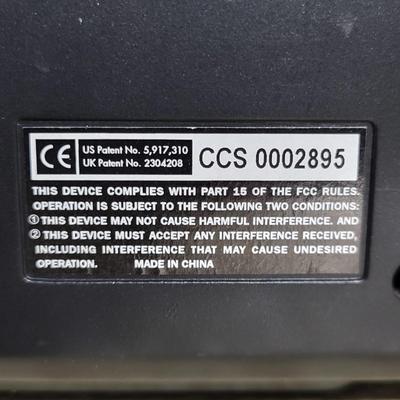 CE US Patent No. 5,917,310
UK Patent No. 2304208
CCS 0002895
THIS DEVICE COMPLIES WITH PART 15 OF THE FCC RULES.
OPERATION IS SUBJECT TO THE FOLLOWING TWO CONDITIONS:
① THIS DEVICE MAY NOT CAUSE HARMFUL INTERFERENCE. AND
② THIS DEVICE MUST ACCEPT ANY INTERFERENCE RECEIVED,
INCLUDING INTERFERENCE THAT MAY CAUSE UNDESIRED
OPERATION. MADE IN CHINA